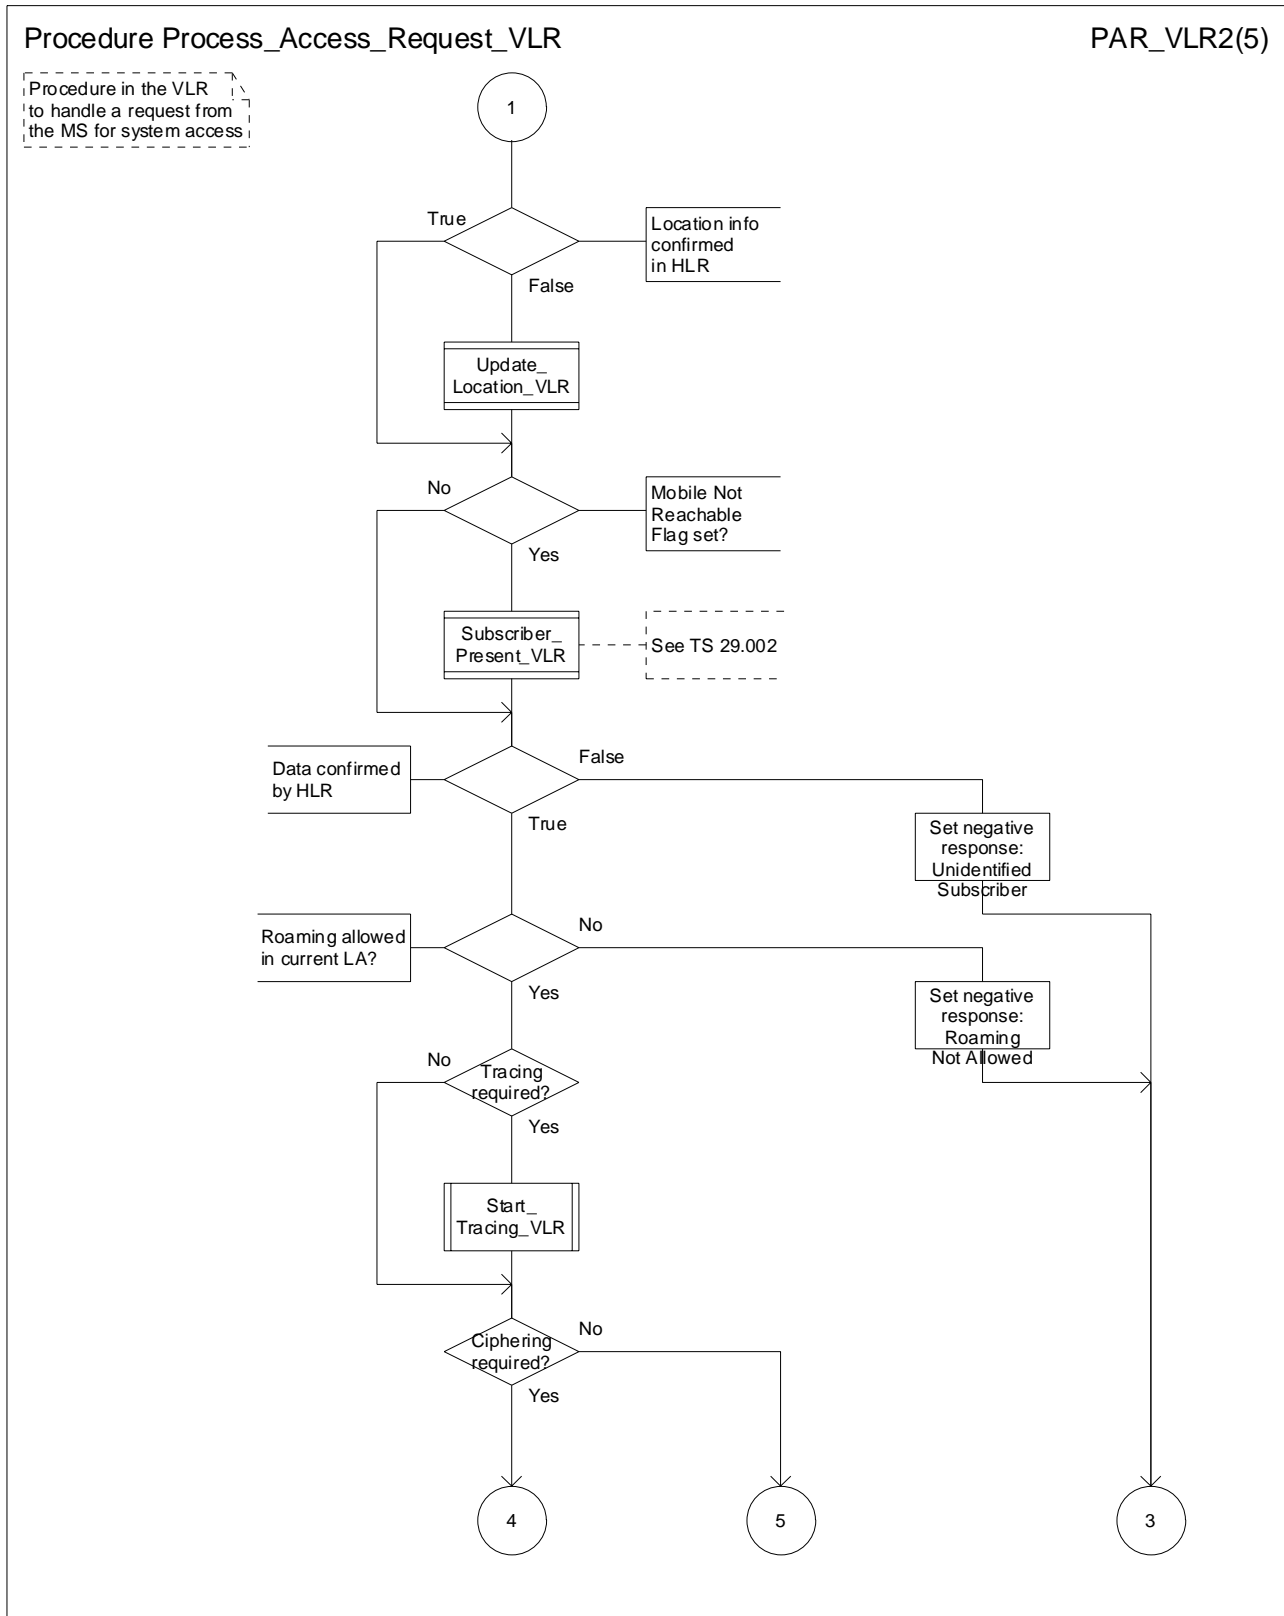 Procedure Process_Access_Request_VLR
PAR_VLR2(5)
Procedure in the VLR
to handle a request from
the MS for system access
1
True
Location info
confirmed
in HLR
False
Update_
Location_VLR
No
Mobile Not
Reachable
Flag set?
Yes
Subscriber_
Present_VLR
See TS 29.002
Data confirmed
by HLR
False
True
Set negative
response:
Unidentified
Subscriber
Roaming allowed
in current LA?
No
Yes
Set negative
response:
Roaming
Not Allowed
No
Tracing
required?
Yes
Start_
Tracing_VLR
Ciphering
required?
No
Yes
4
5
3